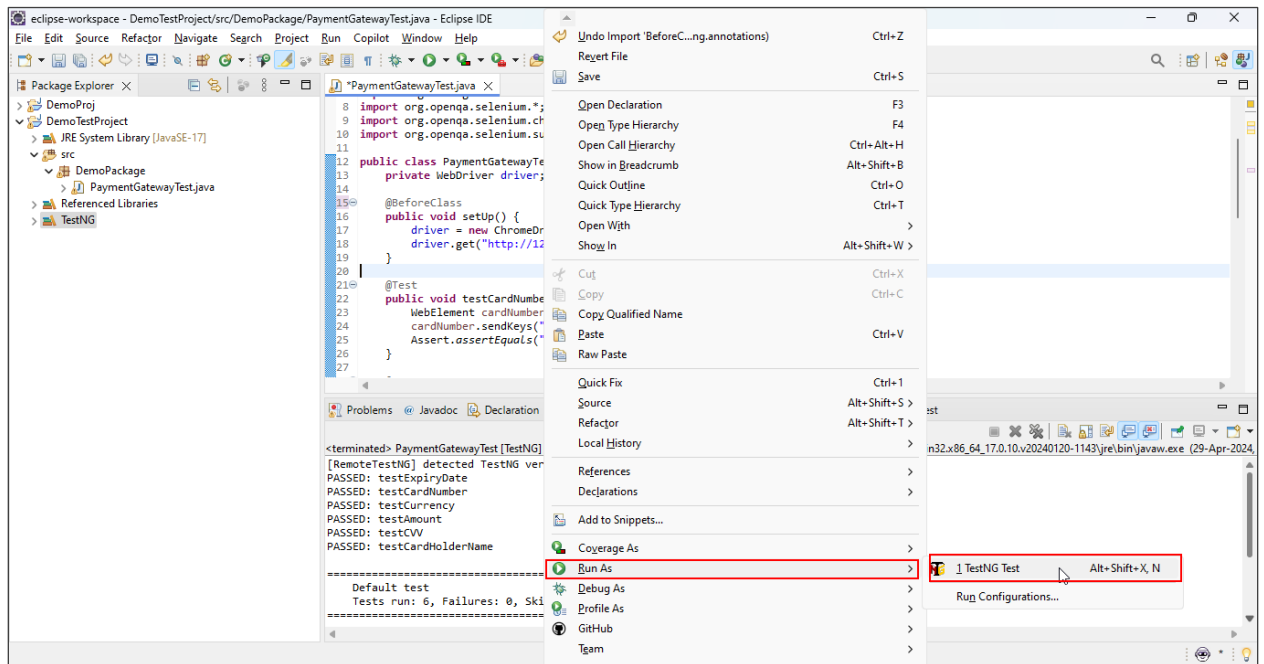 eclipse-workspace - DemoTestProject/src/DemoPackage/PaymentGatewayTest.java - Eclipse IDE
File Edit Source Refactor Navigate Search Project Run Copilot Window Help
Package Explorer
DemoProj
DemoTestProject
JRE System Library [JavaSE-17]
src
DemoPackage
PaymentGatewayTest.java
Referenced Libraries
TestNG
*PaymentGatewayTest.java
8 import org.openqa.selenium.*;
9 import org.openqa.selenium.ch
10 import org.openqa.selenium.su
11
12 public class PaymentGatewayTe
13 private WebDriver driver;
14
15 @BeforeClass
16 public void setUp() {
17 driver = new ChromeDr
18 driver.get("http://12
19 }
20
21 @Test
22 public void testCardNumbe
23 WebElement cardNumber
24 cardNumber.sendKeys("
25 Assert.assertEquals("
26 }
27
Problems @ Javadoc Declaration
est
<terminated> PaymentGatewayTest [TestNG]
in32.x86_64_17.0.10.v20240120-1143\jre\bin\javaw.exe (29-Apr-2024,
[RemoteTestNG] detected TestNG ver
PASSED: testExpiryDate
PASSED: testCardNumber
PASSED: testCurrency
PASSED: testAmount
PASSED: testCVV
PASSED: testCardHolderName
===============================
Default test
Tests run: 6, Failures: 0, Ski
===============================
Undo Import 'BeforeC...ng.annotations) Ctrl+Z
Revert File
Save Ctrl+S
Open Declaration F3
Open Type Hierarchy F4
Open Call Hierarchy Ctrl+Alt+H
Show in Breadcrumb Alt+Shift+B
Quick Outline Ctrl+O
Quick Type Hierarchy Ctrl+T
Open With
Show In Alt+Shift+W
Cut Ctrl+X
Copy Ctrl+C
Copy Qualified Name
Paste Ctrl+V
Raw Paste
Quick Fix Ctrl+1
Source Alt+Shift+S
Refactor Alt+Shift+T
Local History
References
Declarations
Add to Snippets...
Coverage As
Run As
Debug As
Profile As
GitHub
Team
1 TestNG Test Alt+Shift+X, N
Run Configurations...